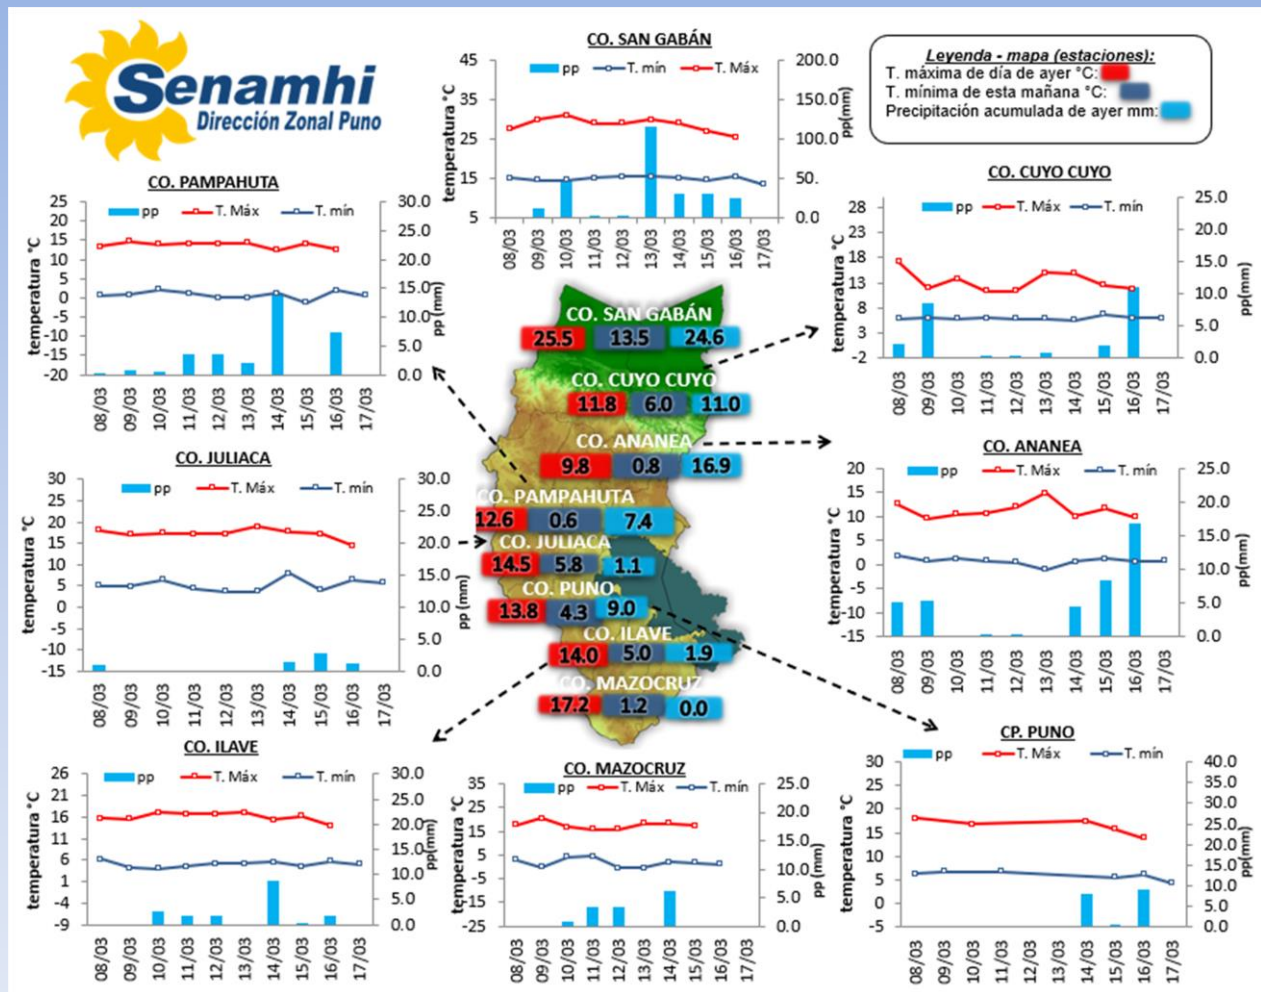 Senamhi
Dirección Zonal Puno
CO. SAN GABÁN
pp
T. mín
T. Máx
temperatura °C
45
35
25
15
5
200.0
150.0
100.0
50.
0.0
pp(mm)
08/03
09/03
10/03
11/03
12/03
13/03
14/03
15/03
16/03
17/03
Leyenda - mapa (estaciones):
T. máxima de día de ayer °C:
T. mínima de esta mañana °C:
Precipitación acumulada de ayer mm:
CO. PAMPAHUTA
pp
T. Máx
T. mín
temperatura °C
25
20
15
10
5
0
-5
-10
-15
-20
30.0
25.0
20.0
15.0
10.0
5.0
0.0
pp (mm)
08/03
09/03
10/03
11/03
12/03
13/03
14/03
15/03
16/03
17/03
CO. CUYO CUYO
pp
T. Máx
T. mín
temperatura °C
28
23
18
13
8
3
-2
25.0
20.0
15.0
10.0
5.0
0.0
pp(mm)
08/03
09/03
10/03
11/03
12/03
13/03
14/03
15/03
16/03
17/03
CO. SAN GABÁN
25.5 13.5 24.6
CO. CUYO CUYO
11.8 6.0 11.0
CO. ANANEA
9.8 0.8 16.9
CO. PAMPAHUTA
12.6 0.6 7.4
CO. JULIACA
14.5 5.8 1.1
CO. PUNO
13.8 4.3 9.0
CO. ILAVE
14.0 5.0 1.9
CO. MAZOCRUZ
17.2 1.2 0.0
CO. JULIACA
pp
T. Máx
T. mín
temperatura °C
30
25
20
15
10
5
0
-5
-10
-15
30.0
25.0
20.0
15.0
10.0
5.0
0.0
pp (mm)
08/03
09/03
10/03
11/03
12/03
13/03
14/03
15/03
16/03
17/03
CO. ANANEA
pp
T. Máx
T. mín
temperatura °C
20
15
10
5
0
-5
-10
-15
25.0
20.0
15.0
10.0
5.0
0.0
pp(mm)
08/03
09/03
10/03
11/03
12/03
13/03
14/03
15/03
16/03
17/03
CO. ILAVE
pp
T. Máx
T. mín
temperatura °C
26
21
16
11
6
1
-4
-9
30.0
25.0
20.0
15.0
10.0
5.0
0.0
pp(mm)
08/03
09/03
10/03
11/03
12/03
13/03
14/03
15/03
16/03
17/03
CO. MAZOCRUZ
pp
T. Máx
T. mín
temperatura °C
35
25
15
5
-5
-15
-25
25.0
20.0
15.0
10.0
5.0
0.0
pp(mm)
08/03
09/03
10/03
11/03
12/03
13/03
14/03
15/03
16/03
17/03
CP. PUNO
pp
T. Máx
T. mín
temperatura °C
30
25
20
15
10
5
0
-5
40.0
35.0
30.0
25.0
20.0
15.0
10.0
5.0
0.0
pp(mm)
08/03
09/03
10/03
11/03
12/03
13/03
14/03
15/03
16/03
17/03